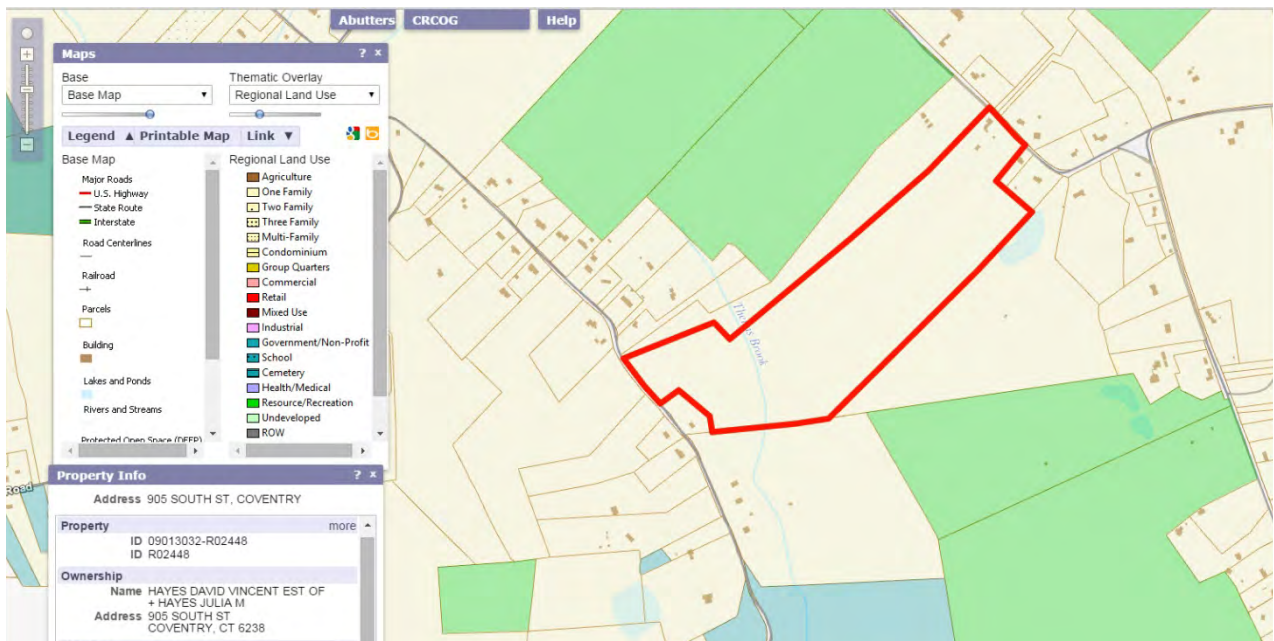 Abutters CRCOG Help
Maps ? x
Base Thematic Overlay
Base Map Regional Land Use
Legend ▲ Printable Map Link ▼
Base Map
Major Roads
U.S. Highway
State Route
Interstate
Road Centerlines
Railroad
Parcels
Building
Lakes and Ponds
Rivers and Streams
Protected Open Space (DEEP)
Regional Land Use
Agriculture
One Family
Two Family
Three Family
Multi-Family
Condominium
Group Quarters
Commercial
Retail
Mixed Use
Industrial
Government/Non-Profit
School
Cemetery
Health/Medical
Resource/Recreation
Undeveloped
ROW
Property Info ? x
Address 905 SOUTH ST, COVENTRY
Property more
ID 09013032-R02448
ID R02448
Ownership
Name HAYES DAVID VINCENT EST OF
+ HAYES JULIA M
Address 905 SOUTH ST
COVENTRY, CT 6238
Road
Brook